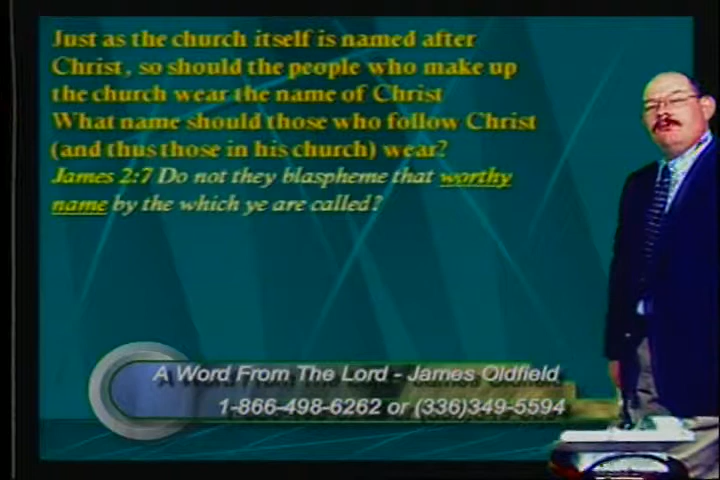 Just as the church itself is named after
Christ, so should the people who make up
the church wear the name of Christ
What name should those who follow Christ
(and thus those in his church) wear?
James 2:7 Do not they blaspheme that worthy
name by the which ye are called?
A Word From The Lord - James Oldfield
1-866-498-6262 or (336)349-5594